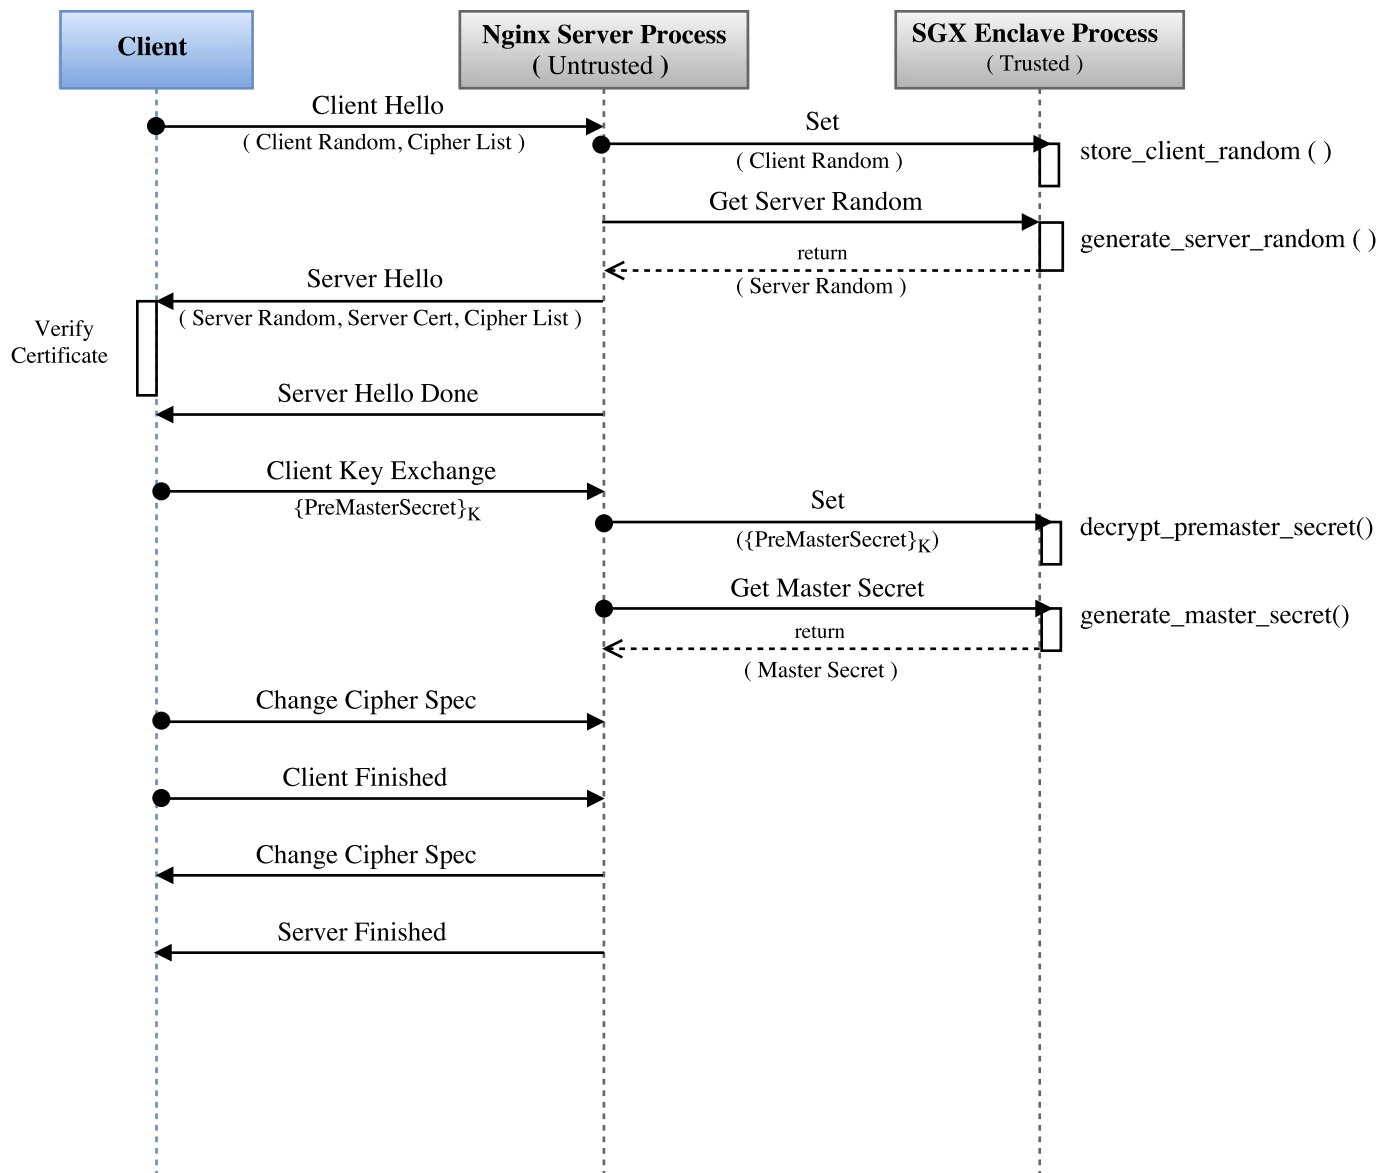 Client
Nginx Server Process
( Untrusted )
SGX Enclave Process
( Trusted )
Client Hello
( Client Random, Cipher List )
Set
( Client Random )
store_client_random ( )
Get Server Random
generate_server_random ( )
return
( Server Random )
Server Hello
( Server Random, Server Cert, Cipher List )
Verify
Certificate
Server Hello Done
Client Key Exchange
{PreMasterSecret}K
Set
({PreMasterSecret}K)
decrypt_premaster_secret()
Get Master Secret
generate_master_secret()
return
( Master Secret )
Change Cipher Spec
Client Finished
Change Cipher Spec
Server Finished